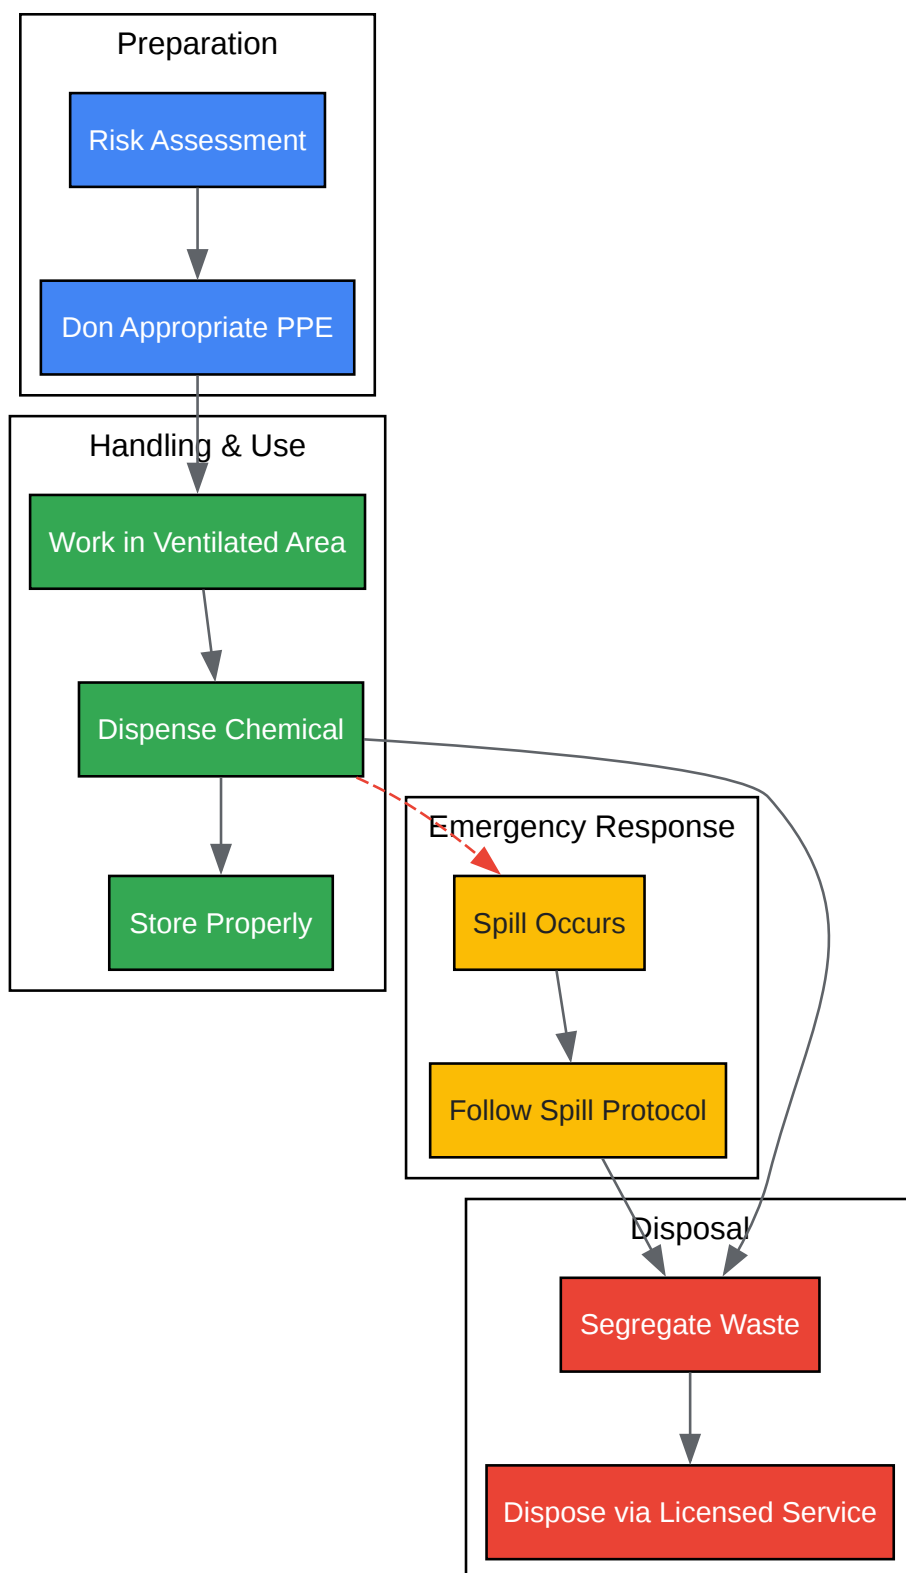 Preparation
Risk Assessment
Don Appropriate PPE
Handling & Use
Work in Ventilated Area
Dispense Chemical
Store Properly
Emergency Response
Spill Occurs
Follow Spill Protocol
Disposal
Segregate Waste
Dispose via Licensed Service